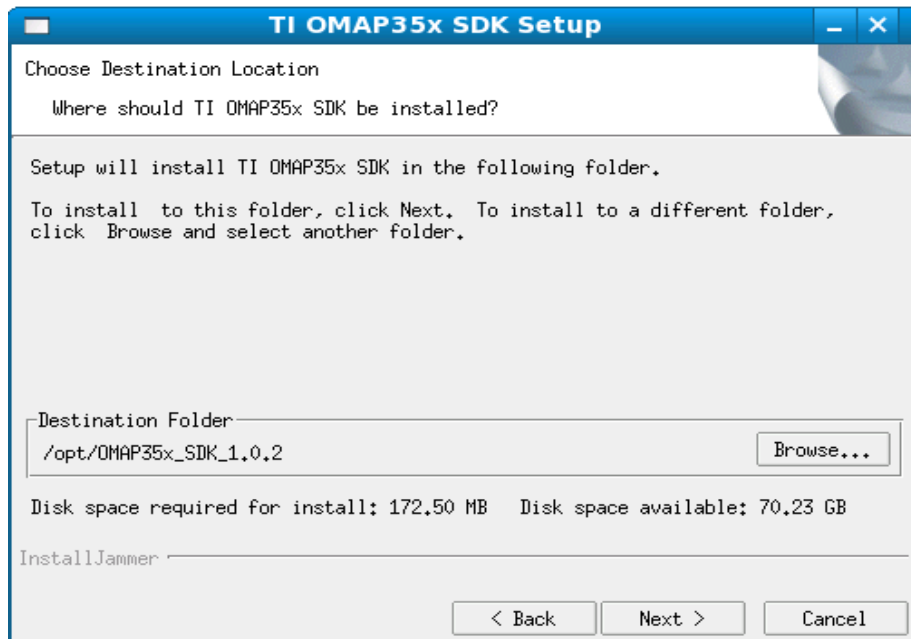 TI OMAP35x SDK Setup
Choose Destination Location
Where should TI OMAP35x SDK be installed?
Setup will install TI OMAP35x SDK in the following folder.
To install  to this folder, click Next.  To install to a different folder,
click  Browse and select another folder.
Destination Folder
/opt/OMAP35x_SDK_1.0.2
Browse...
Disk space required for install: 172.50 MB   Disk space available: 70.23 GB
InstallJammer
< Back   Next >   Cancel